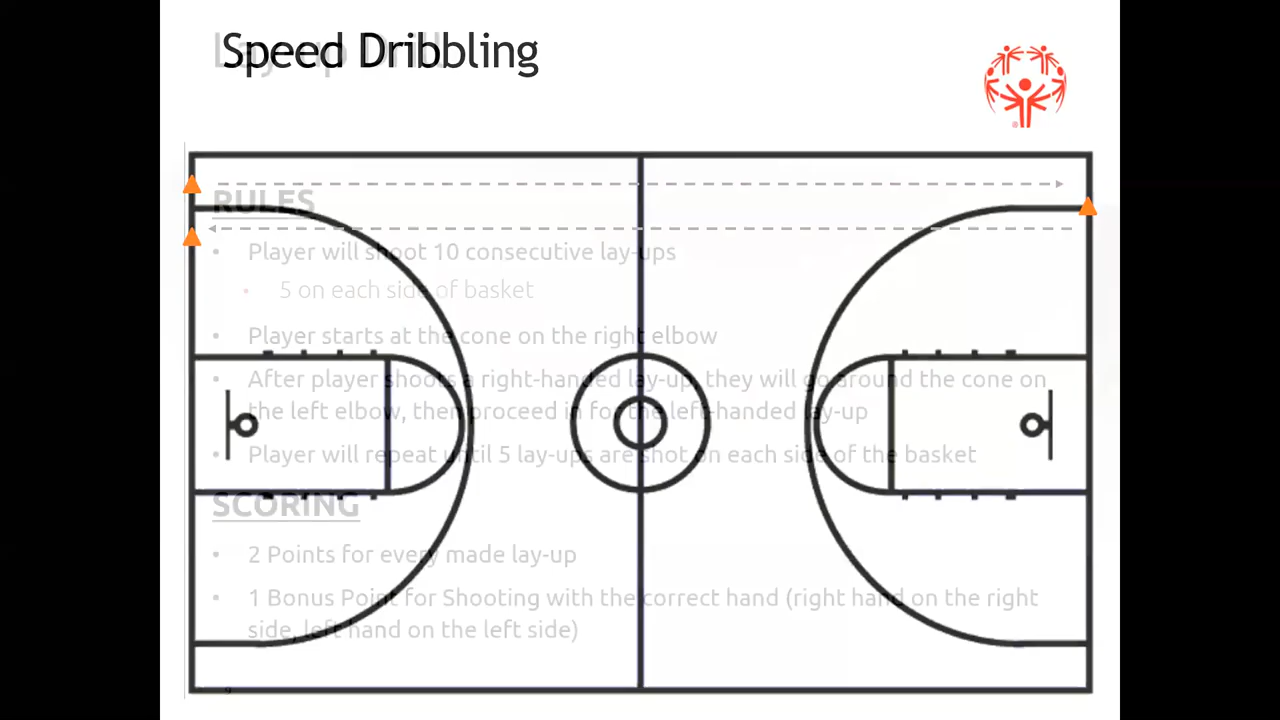 Speed Dribbling
Lay-up Drill
RULES
• Player will shoot 10 consecutive lay-ups
• 5 on each side of basket
• Player starts at the cone on the right elbow
• After player shoots a right-handed lay-up, they will go around the cone on
the left elbow, then proceed in for the left-handed lay-up
• Player will repeat until 5 lay-ups are shot on each side of the basket
SCORING
• 2 Points for every made lay-up
• 1 Bonus Point for Shooting with the correct hand (right hand on the right
side, left hand on the left side)
9